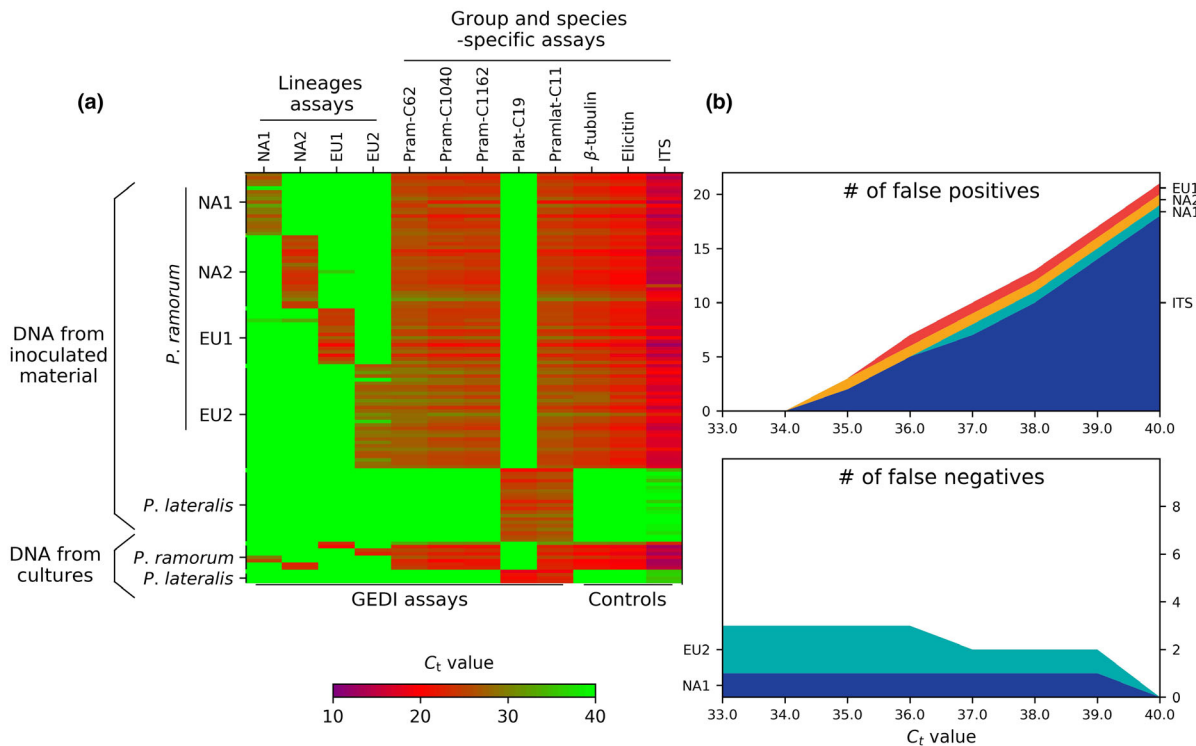 Group and species
-specific assays
(a)
(b)
Lineages
assays
NA1
NA2
EU1
EU2
Pram-C62
Pram-C1040
Pram-C1162
Plat-C19
Pramlat-C11
β-tubulin
Elicitin
ITS
DNA from
inoculated
material
P. ramorum
NA1
NA2
EU1
EU2
P. lateralis
DNA from
cultures
P. ramorum
P. lateralis
GEDI assays
Controls
Ct value
10 20 30 40
# of false positives
20
15
10
5
0
EU1
NA2
NA1
ITS
33.0 34.0 35.0 36.0 37.0 38.0 39.0 40.0
# of false negatives
8
6
4
2
0
EU2
NA1
33.0 34.0 35.0 36.0 37.0 38.0 39.0 40.0
Ct value